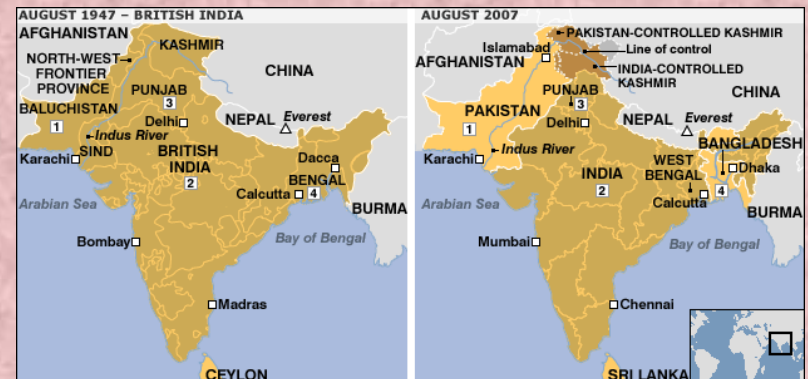 AUGUST 1947 – BRITISH INDIA
AFGHANISTAN
KASHMIR
NORTH-WEST
FRONTIER
PROVINCE
CHINA
PUNJAB
3
BALUCHISTAN
1
Delhi
NEPAL
Everest
Indus River
SIND
Karachi
BRITISH
INDIA
2
Dacca
BENGAL
4
Calcutta
Arabian Sea
BURMA
Bay of Bengal
Bombay
Madras
CEYLON
AUGUST 2007
PAKISTAN-CONTROLLED KASHMIR
Islamabad
Line of control
AFGHANISTAN
INDIA-CONTROLLED
KASHMIR
CHINA
PUNJAB
3
PAKISTAN
1
Delhi
NEPAL
Everest
Indus River
BANGLADESH
Karachi
WEST
BENGAL
INDIA
2
Dhaka
4
Calcutta
Arabian Sea
BURMA
Mumbai
Bay of Bengal
Chennai
SRI LANKA